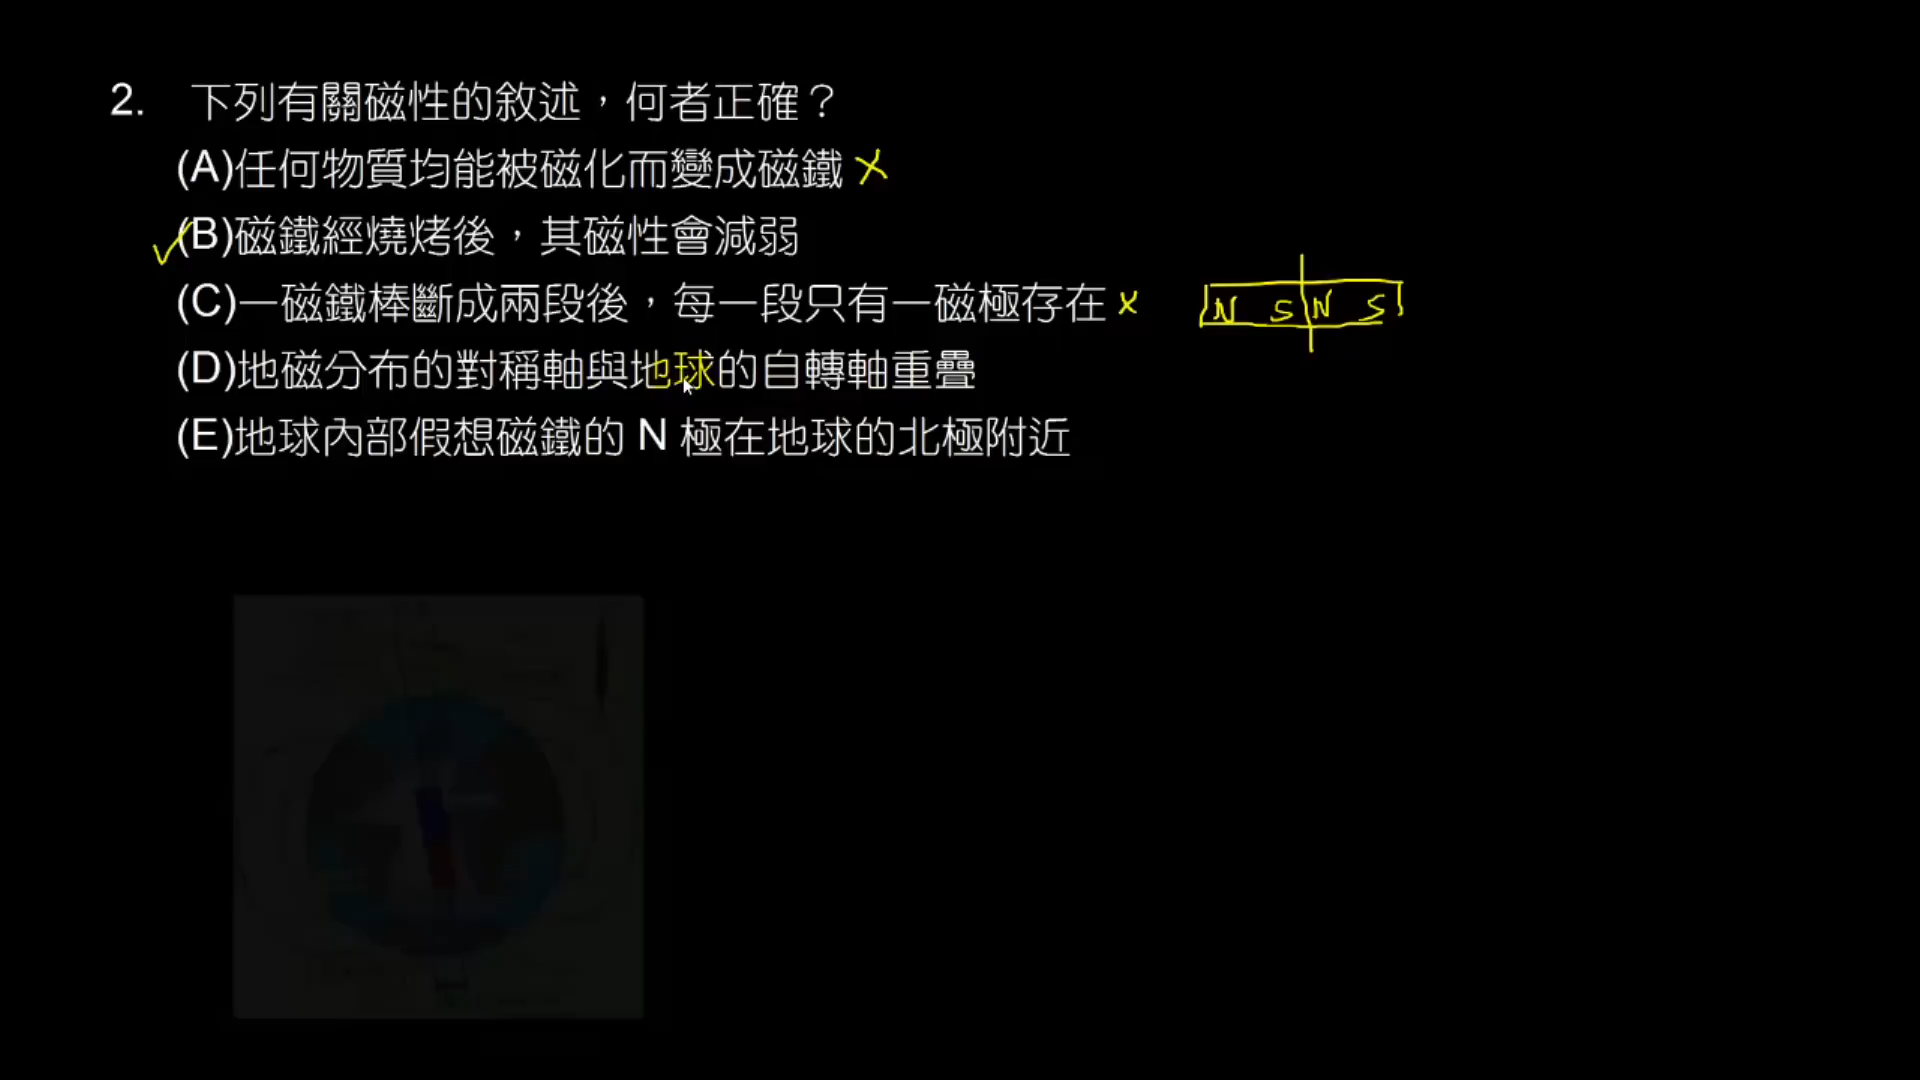 2. 下列有關磁性的敘述，何者正確？
(A)任何物質均能被磁化而變成磁鐵 ×
✓(B)磁鐵經燒烤後，其磁性會減弱
(C)一磁鐵棒斷成兩段後，每一段只有一磁極存在 × N S N S
(D)地磁分布的對稱軸與地球的自轉軸重疊
(E)地球內部假想磁鐵的 N 極在地球的北極附近